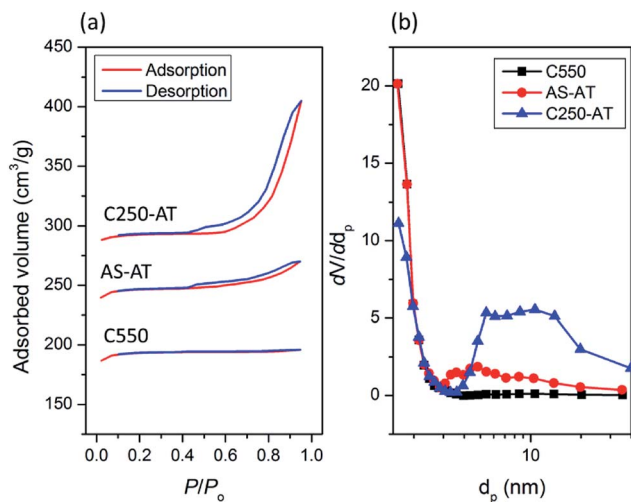 (a)
Adsorbed volume (cm³/g)
450
400
350
300
250
200
150
Adsorption
Desorption
C250-AT
AS-AT
C550
0.0 0.2 0.4 0.6 0.8 1.0
P/Pₒ
(b)
dV/ddₚ
20
15
10
5
0
C550
AS-AT
C250-AT
10
dₚ (nm)